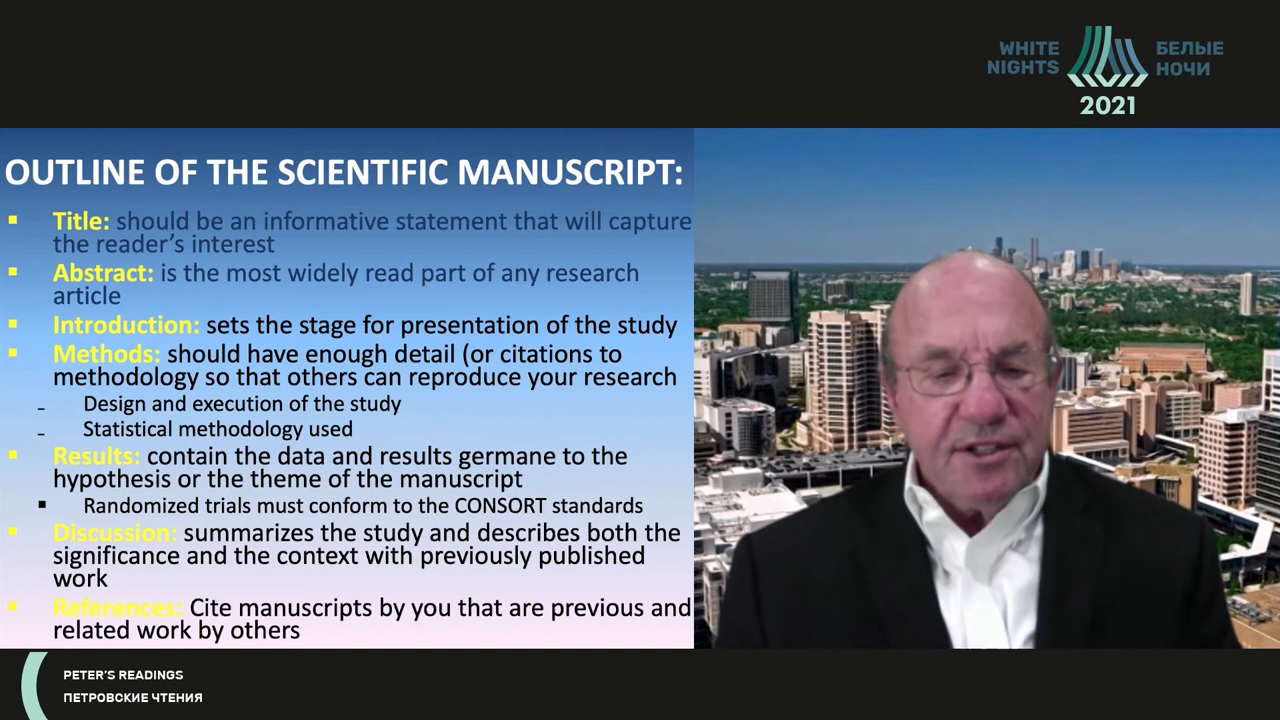 WHITE
NIGHTS
БЕЛЫЕ
НОЧИ
2021
OUTLINE OF THE SCIENTIFIC MANUSCRIPT:
▪ Title: should be an informative statement that will capture
the reader’s interest
▪ Abstract: is the most widely read part of any research
article
▪ Introduction: sets the stage for presentation of the study
▪ Methods: should have enough detail (or citations to
methodology so that others can reproduce your research
– Design and execution of the study
– Statistical methodology used
▪ Results: contain the data and results germane to the
hypothesis or the theme of the manuscript
▪ Randomized trials must conform to the CONSORT standards
▪ Discussion: summarizes the study and describes both the
significance and the context with previously published
work
▪ References: Cite manuscripts by you that are previous and
related work by others
PETER’S READINGS
ПЕТРОВСКИЕ ЧТЕНИЯ